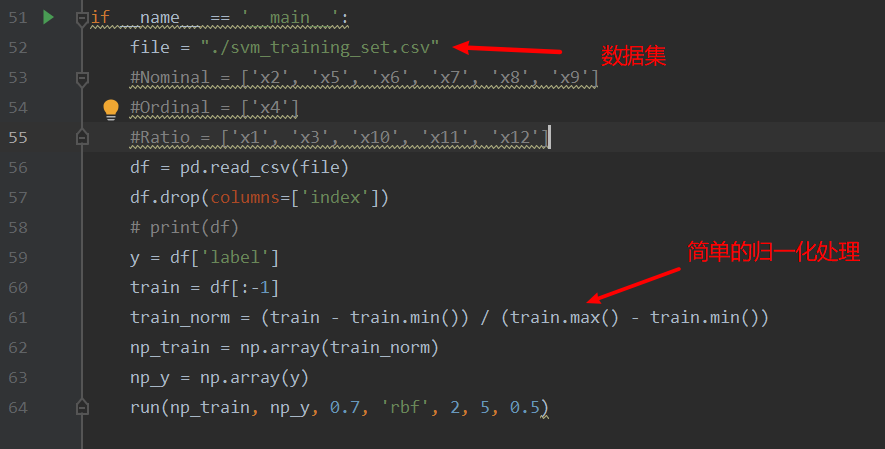 51 if __name__ == '__main__':
52 file = "./svm_training_set.csv" 数据集
53 #Nominal = ['x2', 'x5', 'x6', 'x7', 'x8', 'x9']
54 #Ordinal = ['x4']
55 #Ratio = ['x1', 'x3', 'x10', 'x11', 'x12']
56 df = pd.read_csv(file)
57 df.drop(columns=['index'])
58 # print(df)
59 y = df['label']
简单的归一化处理
60 train = df[:-1]
61 train_norm = (train - train.min()) / (train.max() - train.min())
62 np_train = np.array(train_norm)
63 np_y = np.array(y)
64 run(np_train, np_y, 0.7, 'rbf', 2, 5, 0.5)